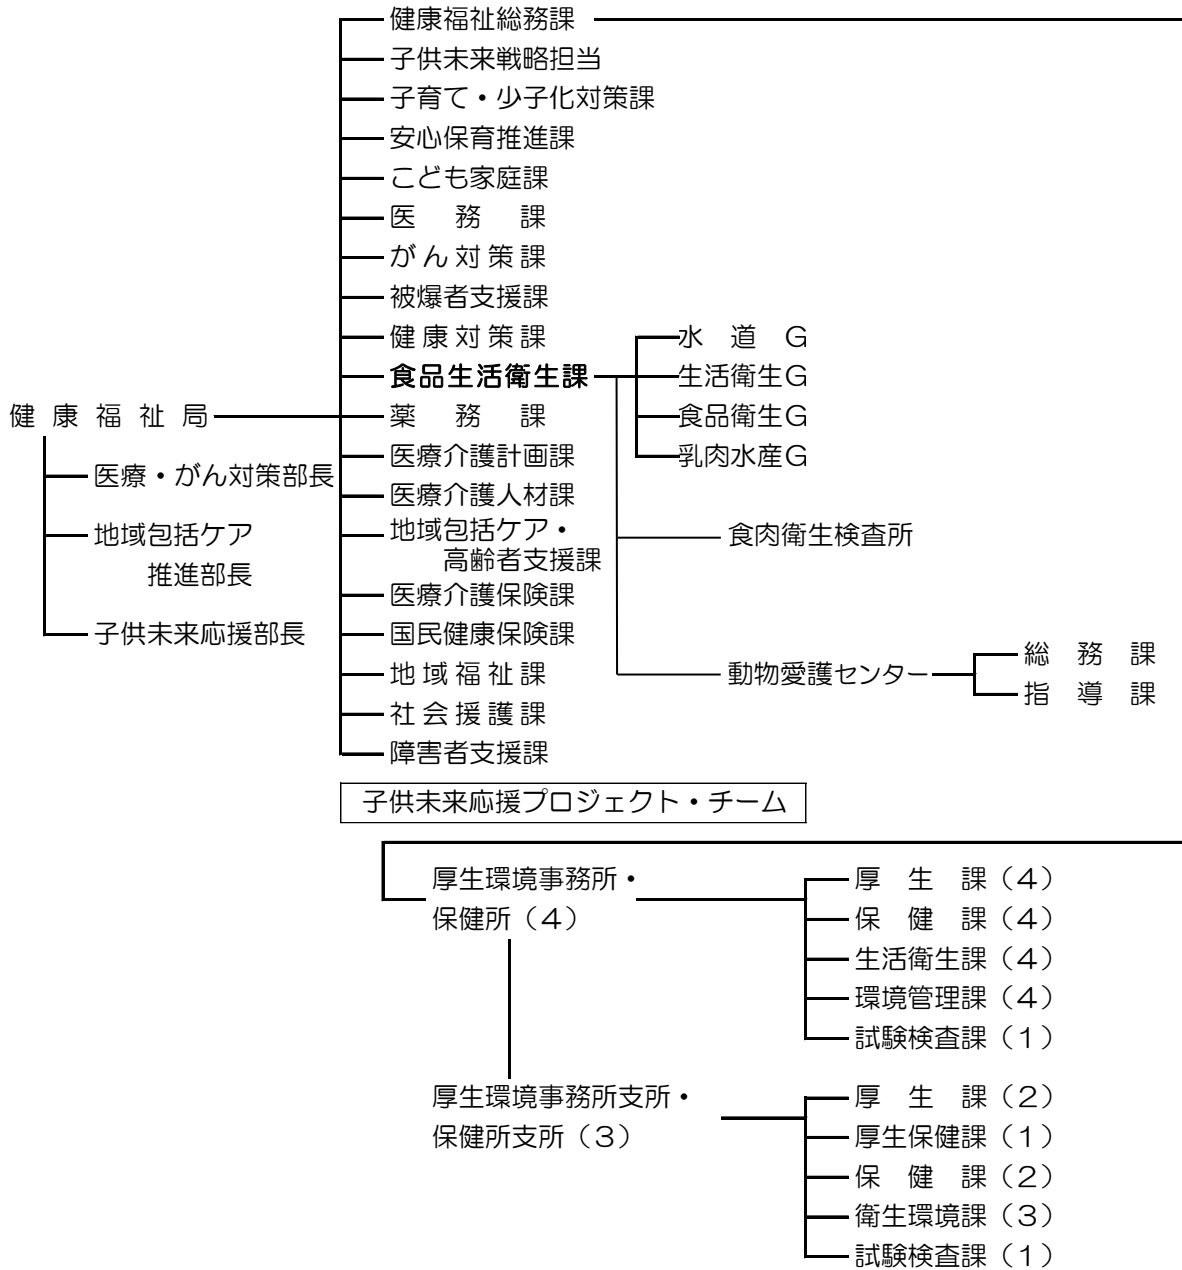 健康福祉総務課
子供未来戦略担当
子育て・少子化対策課
安心保育推進課
こども家庭課
医務課
がん対策課
被爆者支援課
健康対策課
水道G
食品生活衛生課
生活衛生G
健康福祉局
薬務課
食品衛生G
医療介護計画課
乳肉水産G
医療・がん対策部長
医療介護人材課
地域包括ケア
推進部長
地域包括ケア・
高齢者支援課
食肉衛生検査所
医療介護保険課
子供未来応援部長
国民健康保険課
地域福祉課
動物愛護センター
総務課
指導課
社会援護課
障害者支援課
子供未来応援プロジェクト・チーム
厚生環境事務所・
保健所（4）
厚生課（4）
保健課（4）
生活衛生課（4）
環境管理課（4）
試験検査課（1）
厚生環境事務所支所・
保健所支所（3）
厚生課（2）
厚生保健課（1）
保健課（2）
衛生環境課（3）
試験検査課（1）